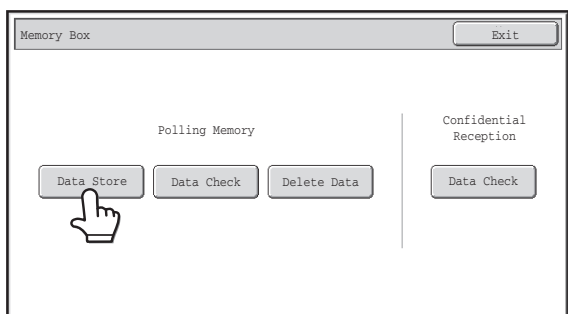 Memory Box
Exit
Polling Memory
Confidential
Reception
Data Store
Data Check
Delete Data
Data Check